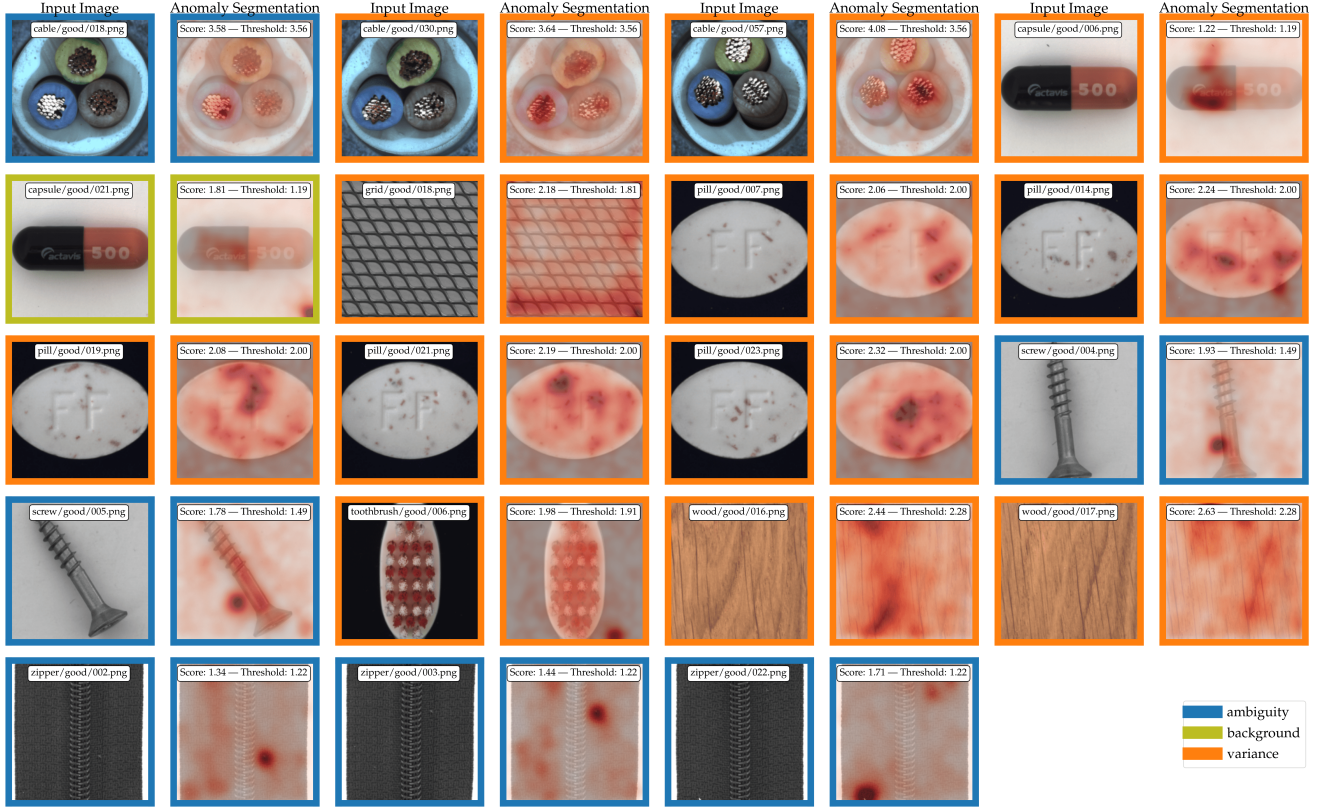 Input Image Anomaly Segmentation Input Image Anomaly Segmentation Input Image Anomaly Segmentation Input Image Anomaly Segmentation
cable/good/018.png Score: 3.58 — Threshold: 3.56 cable/good/030.png Score: 3.64 — Threshold: 3.56 cable/good/057.png Score: 4.08 — Threshold: 3.56 capsule/good/006.png Score: 1.22 — Threshold: 1.19
actavis 500 500
capsule/good/021.png Score: 1.81 — Threshold: 1.19 grid/good/018.png Score: 2.18 — Threshold: 1.81 pill/good/007.png Score: 2.06 — Threshold: 2.00 pill/good/014.png Score: 2.24 — Threshold: 2.00
FF FF
actavis 500 actavis 500
pill/good/019.png Score: 2.08 — Threshold: 2.00 pill/good/021.png Score: 2.19 — Threshold: 2.00 pill/good/023.png Score: 2.32 — Threshold: 2.00 screw/good/004.png Score: 1.93 — Threshold: 1.49
FF FF FF
screw/good/005.png Score: 1.78 — Threshold: 1.49 toothbrush/good/006.png Score: 1.98 — Threshold: 1.91 wood/good/016.png Score: 2.44 — Threshold: 2.28 wood/good/017.png Score: 2.63 — Threshold: 2.28
zipper/good/002.png Score: 1.34 — Threshold: 1.22 zipper/good/003.png Score: 1.44 — Threshold: 1.22 zipper/good/022.png Score: 1.71 — Threshold: 1.22
ambiguity
background
variance